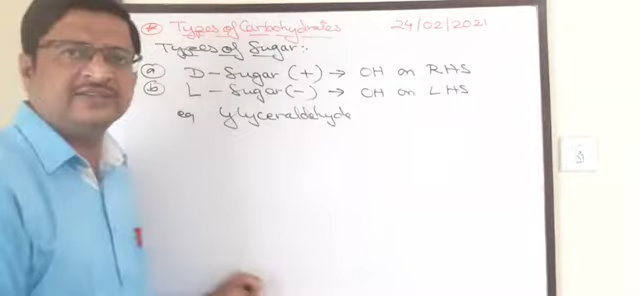 Types of Carbohydrates 24/02/2021
Types of Sugar:
(a) D-Sugar (+) → OH on RHS
(b) L-Sugar (-) → OH on LHS
eg Glyceraldehyde